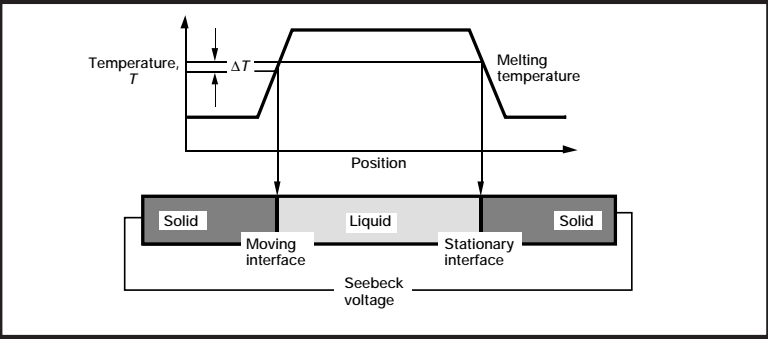 Temperature,
T
ΔT
Melting
temperature
Position
Solid
Liquid
Solid
Moving
interface
Stationary
interface
Seebeck
voltage